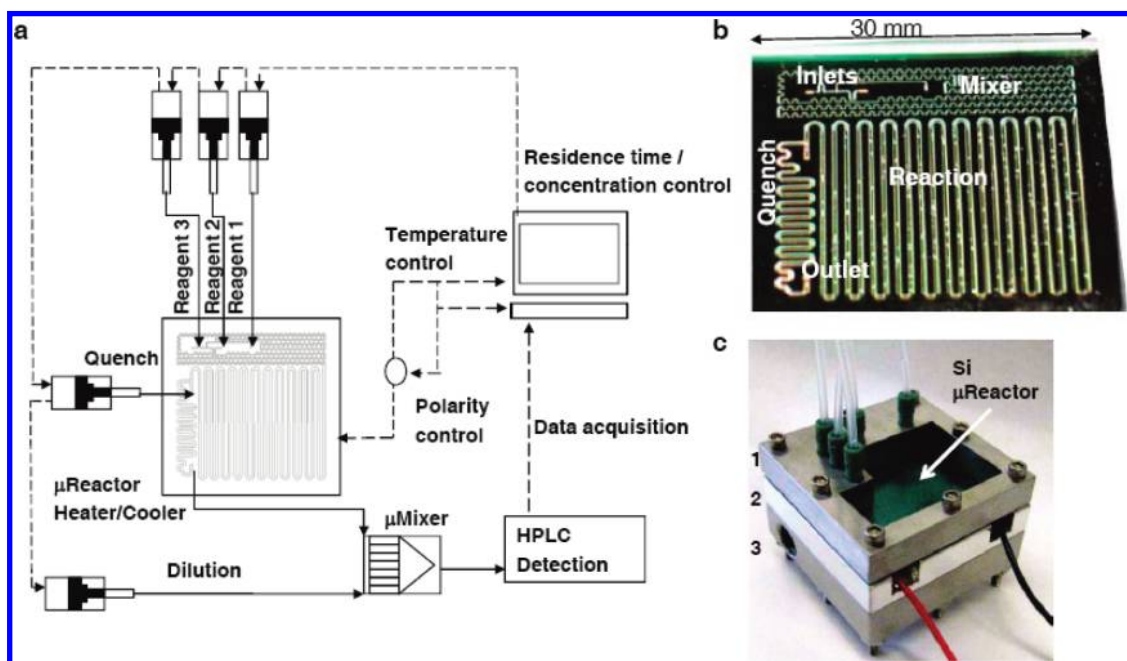 a
Residence time /
concentration control
Reagent 3
Reagent 2
Reagent 1
Temperature
control
Quench
Polarity
control
Data acquisition
μReactor
Heater/Cooler
μMixer
HPLC
Detection
Dilution
b
30 mm
Inlets
Mixer
Quench
Reaction
Outlet
c
Si
μReactor
1
2
3